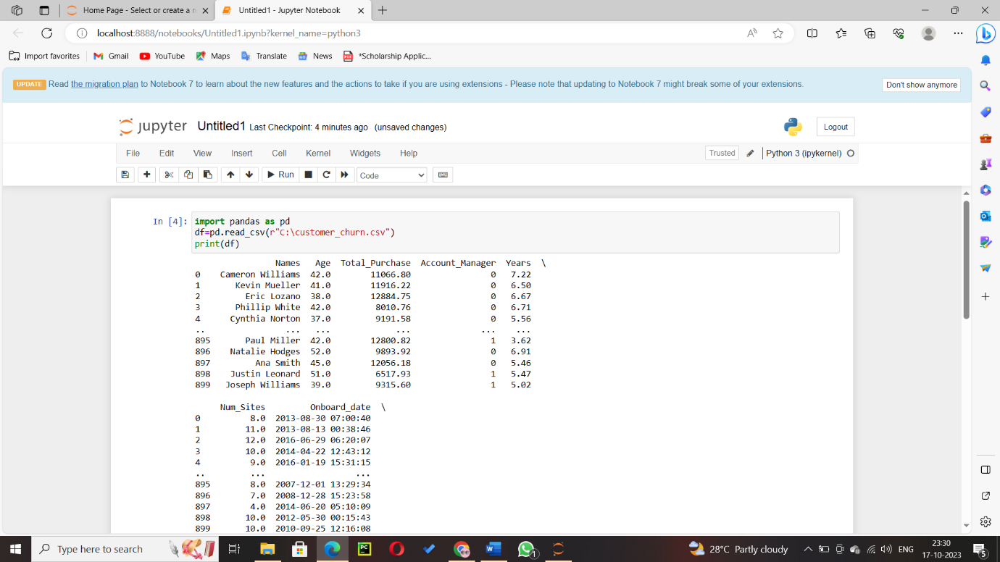 Home Page - Select or create a n
Untitled1 - Jupyter Notebook
localhost:8888/notebooks/Untitled1.ipynb?kernel_name=python3
Import favorites
Gmail
YouTube
Maps
Translate
News
*Scholarship Applic...
UPDATE Read the migration plan to Notebook 7 to learn about the new features and the actions to take if you are using extensions - Please note that updating to Notebook 7 might break some of your extensions.
Don't show anymore
jupyter Untitled1 Last Checkpoint: 4 minutes ago (unsaved changes)
Logout
File Edit View Insert Cell Kernel Widgets Help
Trusted
Python 3 (ipykernel)
Run
Code
In [4]: import pandas as pd
df=pd.read_csv(r"C:\customer_churn.csv")
print(df)
Names Age Total_Purchase Account_Manager Years \
0 Cameron Williams 42.0 11066.80 0 7.22
1 Kevin Mueller 41.0 11916.22 0 6.50
2 Eric Lozano 38.0 12884.75 0 6.67
3 Phillip White 42.0 8010.76 0 6.71
4 Cynthia Norton 37.0 9191.58 0 5.56
.. ... ... ... ... ...
895 Paul Miller 42.0 12800.82 1 3.62
896 Natalie Hodges 52.0 9893.92 0 6.91
897 Ana Smith 45.0 12056.18 0 5.46
898 Justin Leonard 51.0 6517.93 1 5.47
899 Joseph Williams 39.0 9315.60 1 5.02
Num_Sites Onboard_date \
0 8.0 2013-08-30 07:00:40
1 11.0 2013-08-13 00:38:46
2 12.0 2016-06-29 06:20:07
3 10.0 2014-04-22 12:43:12
4 9.0 2016-01-19 15:31:15
.. ... ...
895 8.0 2007-12-01 13:29:34
896 7.0 2008-12-28 15:23:58
897 4.0 2014-06-20 05:10:09
898 10.0 2012-05-30 00:15:43
899 10.0 2010-09-25 12:16:08
Type here to search
28°C Partly cloudy
ENG
23:30
17-10-2023